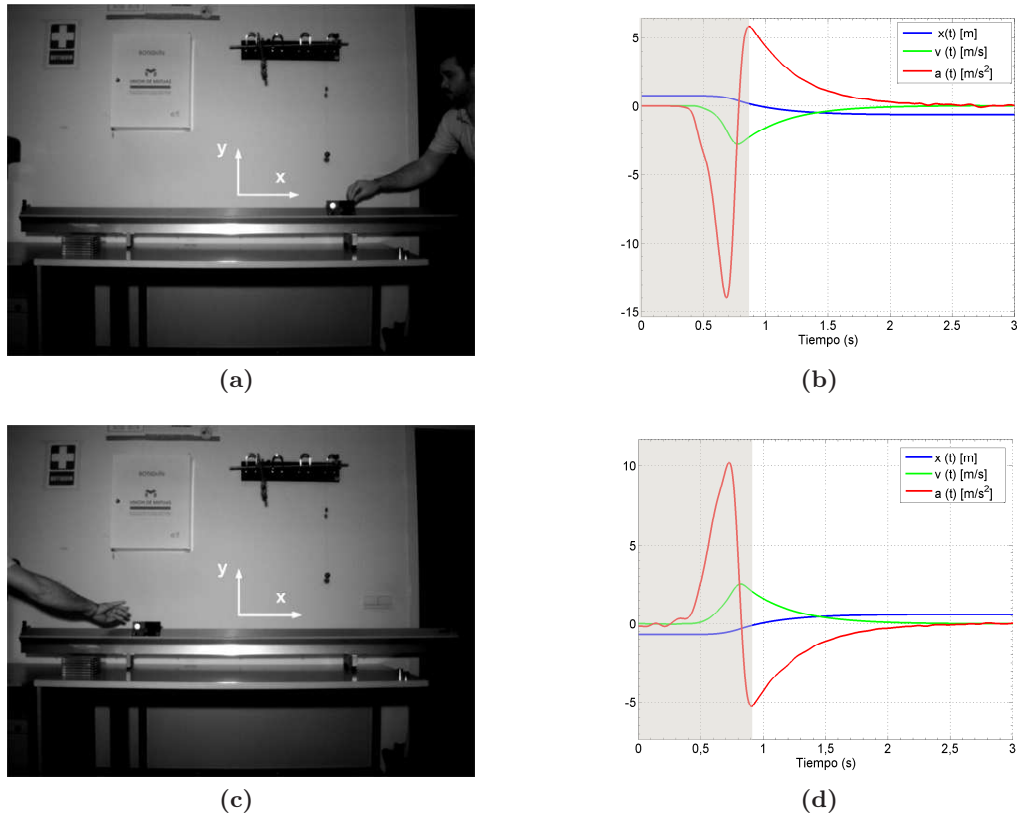 y
x
(a)
x(t) [m]
v (t) [m/s]
a (t) [m/s²]
5
0
-5
-10
-15
0
0.5
1
1.5
2
2.5
3
Tiempo (s)
(b)
y
x
(c)
x (t) [m]
v (t) [m/s]
a (t) [m/s²]
10
5
0
-5
0
0,5
1
1,5
2
2,5
3
Tiempo (s)
(d)